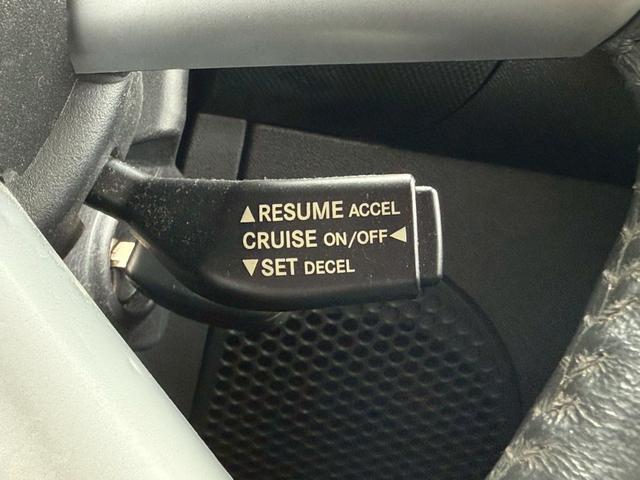 ▲RESUME ACCEL
CRUISE ON/OFF◀
▼SET DECEL